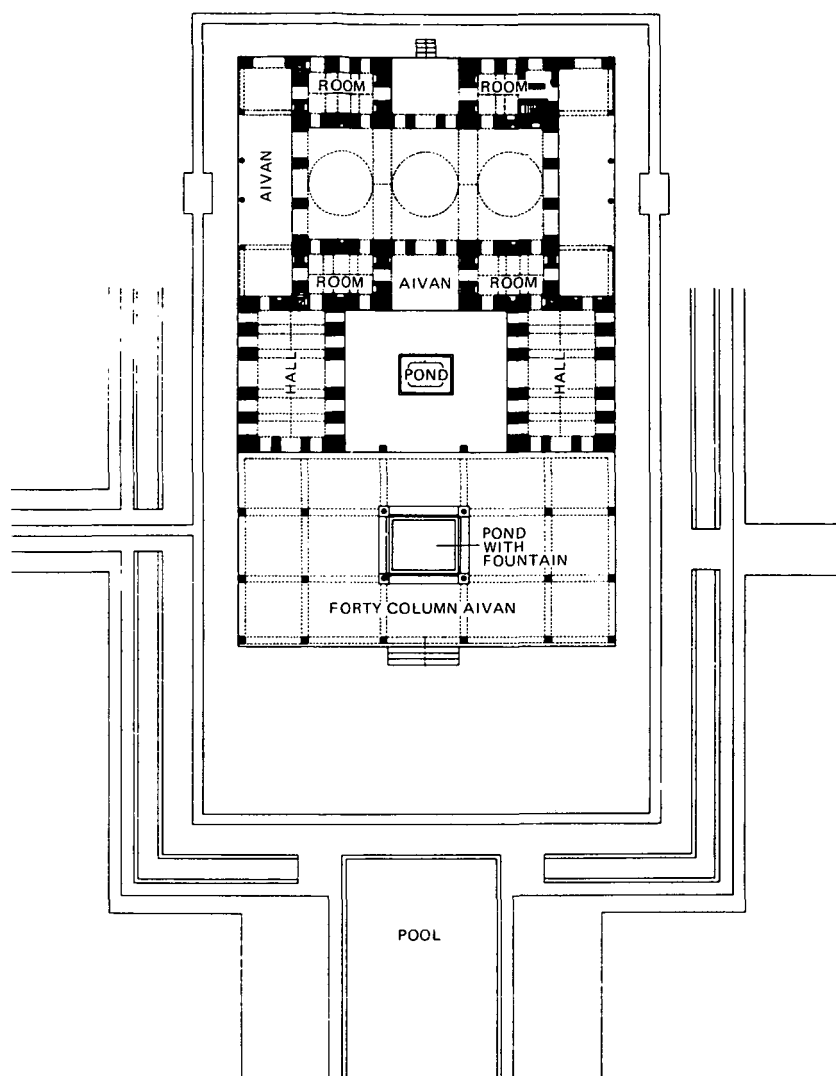 ROOM
ROOM
AIVAN
ROOM
AIVAN
ROOM
HALL
POND
HALL
POND
WITH
FOUNTAIN
FORTY COLUMN AIVAN
POOL